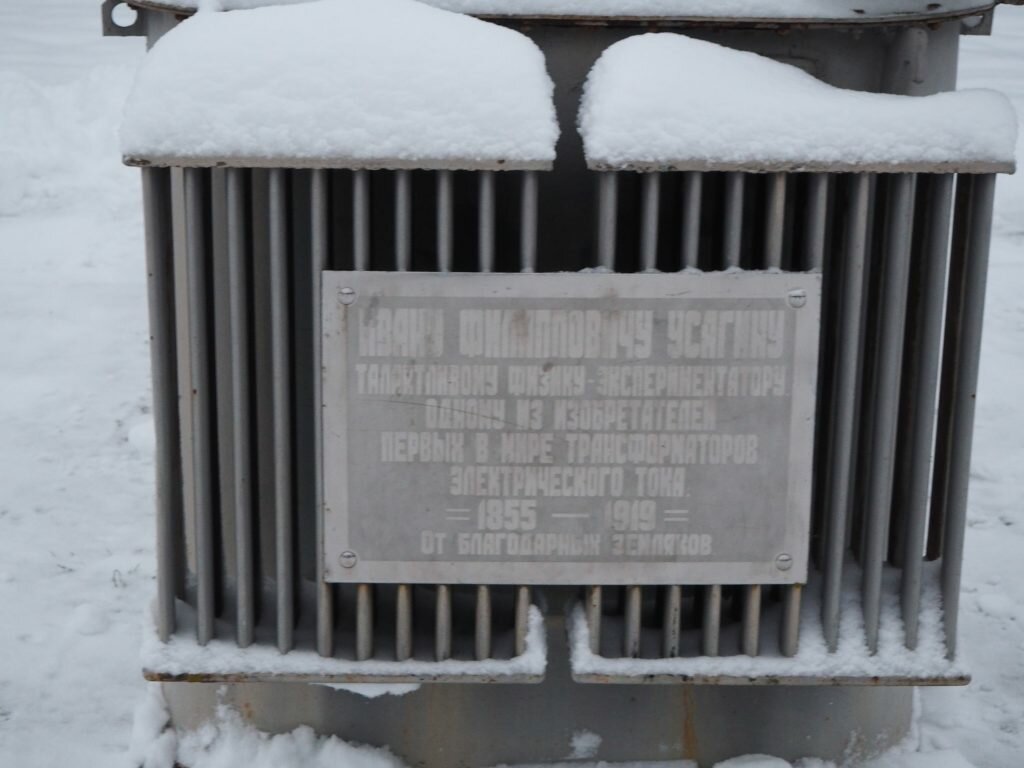 ИВАНУ ФИЛИППОВИЧУ УСАГИНУ
ТАЛАНТЛИВОМУ ФИЗИКУ-ЭКСПЕРИМЕНТАТОРУ.
ОДНОМУ ИЗ ИЗОБРЕТАТЕЛЕЙ
ПЕРВЫХ В МИРЕ ТРАНСФОРМАТОРОВ
ЭЛЕКТРИЧЕСКОГО ТОКА.
= 1855 — 1919 =
ОТ БЛАГОДАРНЫХ ЗЕМЛЯКОВ